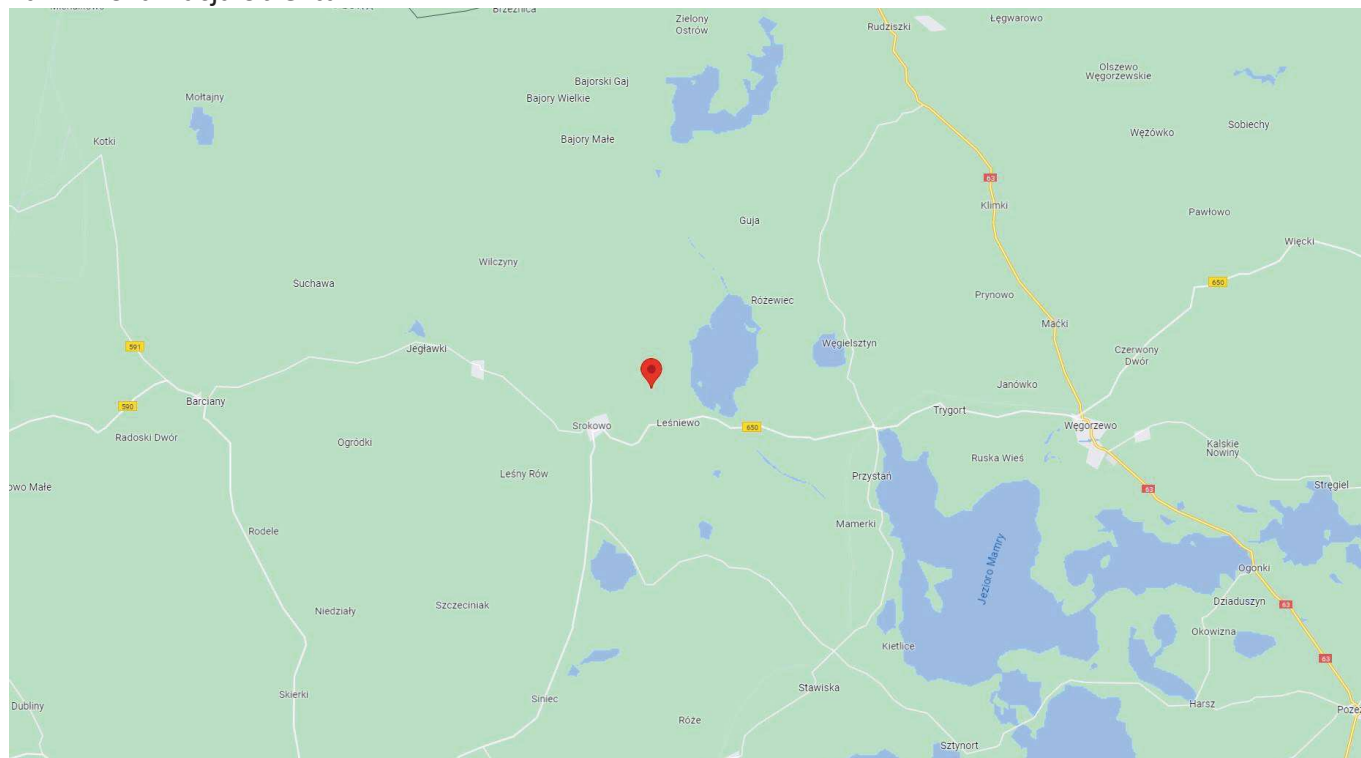 Brzeźnica
Zielony
Ostrów
Rudziszki
Łęgwarowo
Olszewo
Węgorzewskie
Bajorski Gaj
Bajory Wielkie
Mołtajny
Sobiechy
Węzówko
Bajory Małe
Kotki
63
Klimki
Pawłowo
Guja
Więcki
Wilczyny
650
Suchawa
Prynowo
Różewiec
Maćki
591
Jegławki
Węgielsztyn
Czerwony
Dwór
Janówko
Barciany
590
Trygort
Srokowo
Leśniewo
650
Węgorzewo
Radoski Dwór
Ogródki
Kalskie
Nowiny
Ruska Wieś
Leśny Rów
Przystań
Stręgiel
owo Małe
63
Mamerki
Rodele
Jezioro Mamry
Ogonki
Dziaduszyn
63
Szczeciniak
Niedziały
Okowizna
Kietlice
63
Stawiska
Skierki
Siniec
Harsz
Dubliny
Pozez
Róże
Sztynort